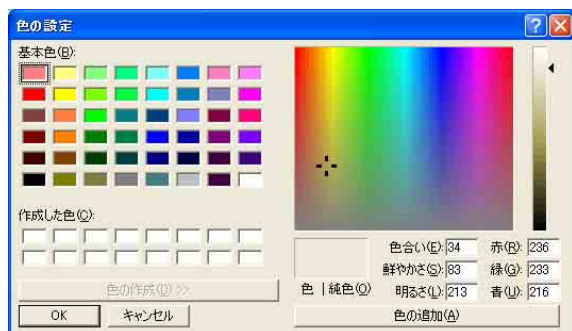 色の設定
基本色(B):
作成した色(C):
色の作成(D) >>
OK キャンセル
色 | 純色(O)
色合い(E): 34 赤(R): 236
鮮やかさ(S): 83 緑(G): 233
明るさ(L): 213 青(U): 216
色の追加(A)